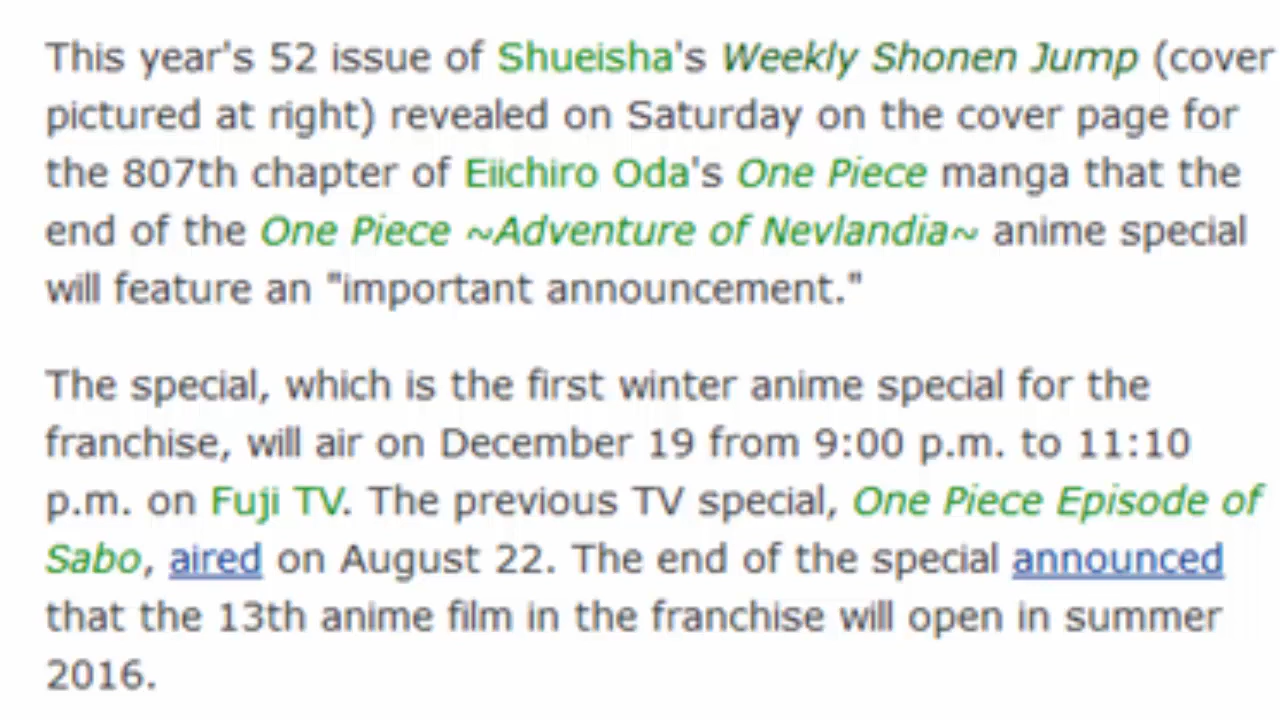 This year's 52 issue of Shueisha's Weekly Shonen Jump (cover
pictured at right) revealed on Saturday on the cover page for
the 807th chapter of Eiichiro Oda's One Piece manga that the
end of the One Piece ~Adventure of Nevlandia~ anime special
will feature an "important announcement."
The special, which is the first winter anime special for the
franchise, will air on December 19 from 9:00 p.m. to 11:10
p.m. on Fuji TV. The previous TV special, One Piece Episode of
Sabo, aired on August 22. The end of the special announced
that the 13th anime film in the franchise will open in summer
2016.